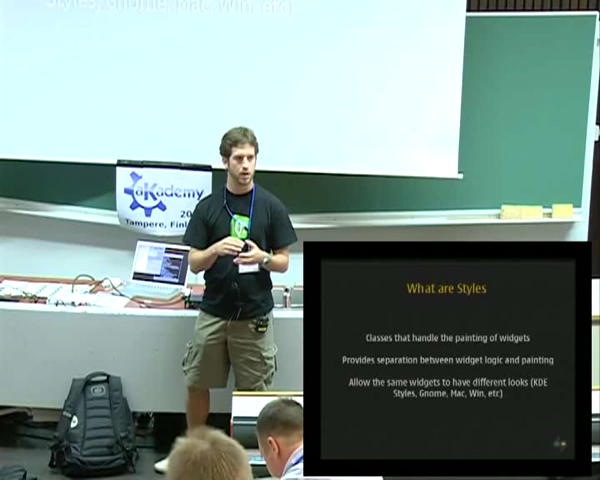 Styles, Gnome, Mac, Win, etc)
aKademy
20
Tampere, Finl
What are Styles
Classes that handle the painting of widgets
Provides separation between widget logic and painting
Allow the same widgets to have different looks (KDE
Styles, Gnome, Mac, Win, etc)